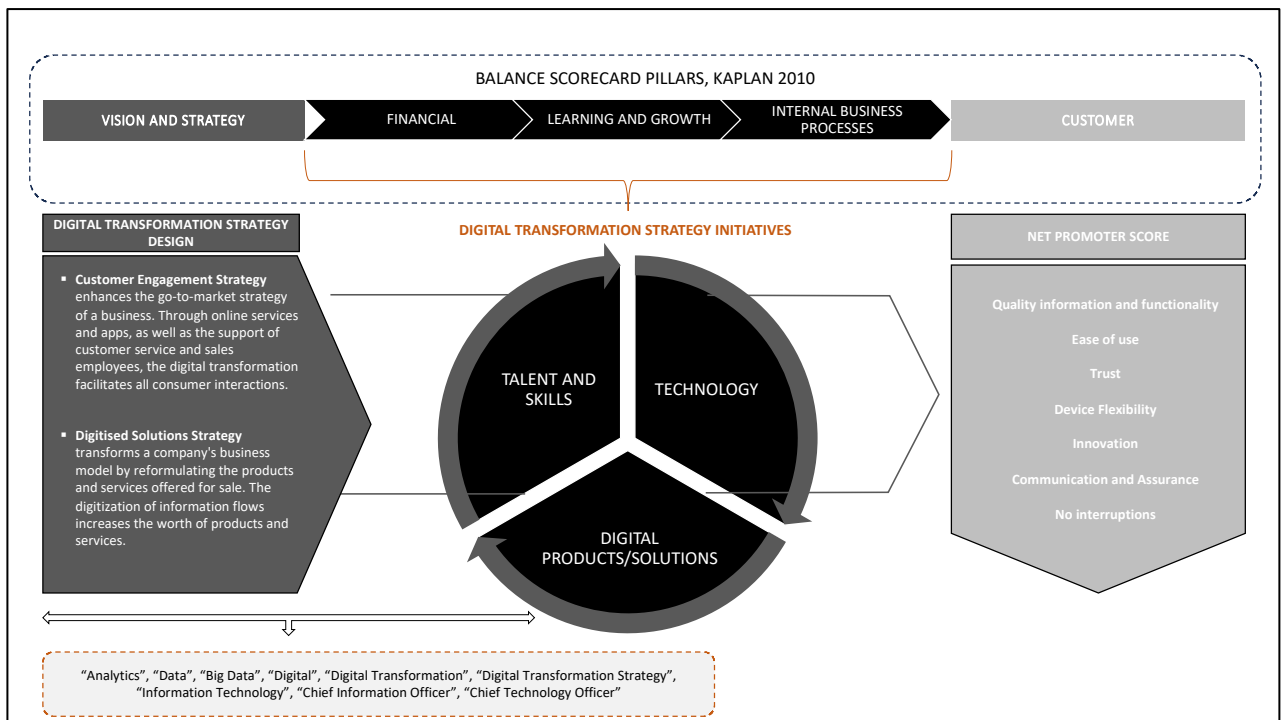 BALANCE SCORECARD PILLARS, KAPLAN 2010
VISION AND STRATEGY
FINANCIAL
LEARNING AND GROWTH
INTERNAL BUSINESS
PROCESSES
CUSTOMER
DIGITAL TRANSFORMATION STRATEGY
DESIGN
DIGITAL TRANSFORMATION STRATEGY INITIATIVES
NET PROMOTER SCORE
▪ Customer Engagement Strategy
enhances the go-to-market strategy
of a business. Through online services
and apps, as well as the support of
customer service and sales
employees, the digital transformation
facilitates all consumer interactions.
▪ Digitised Solutions Strategy
transforms a company's business
model by reformulating the products
and services offered for sale. The
digitization of information flows
increases the worth of products and
services.
TALENT AND
SKILLS
TECHNOLOGY
DIGITAL
PRODUCTS/SOLUTIONS
Quality information and functionality
Ease of use
Trust
Device Flexibility
Innovation
Communication and Assurance
No interruptions
“Analytics”, “Data”, “Big Data”, “Digital”, “Digital Transformation”, “Digital Transformation Strategy”,
“Information Technology”, “Chief Information Officer”, “Chief Technology Officer”